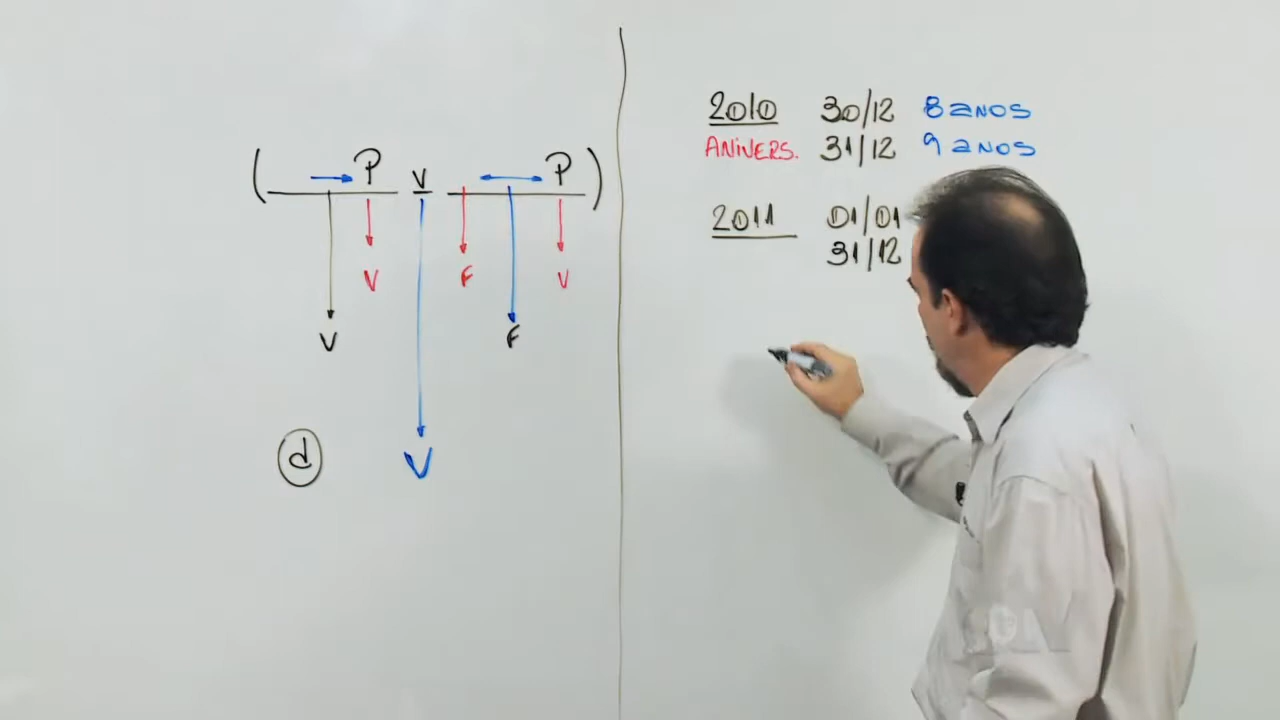 ( → P V ↔ P )
V F V
V F
d V
2010 30/12 8 anos
ANIVERS. 31/12 9 anos
2011 01/01
31/12